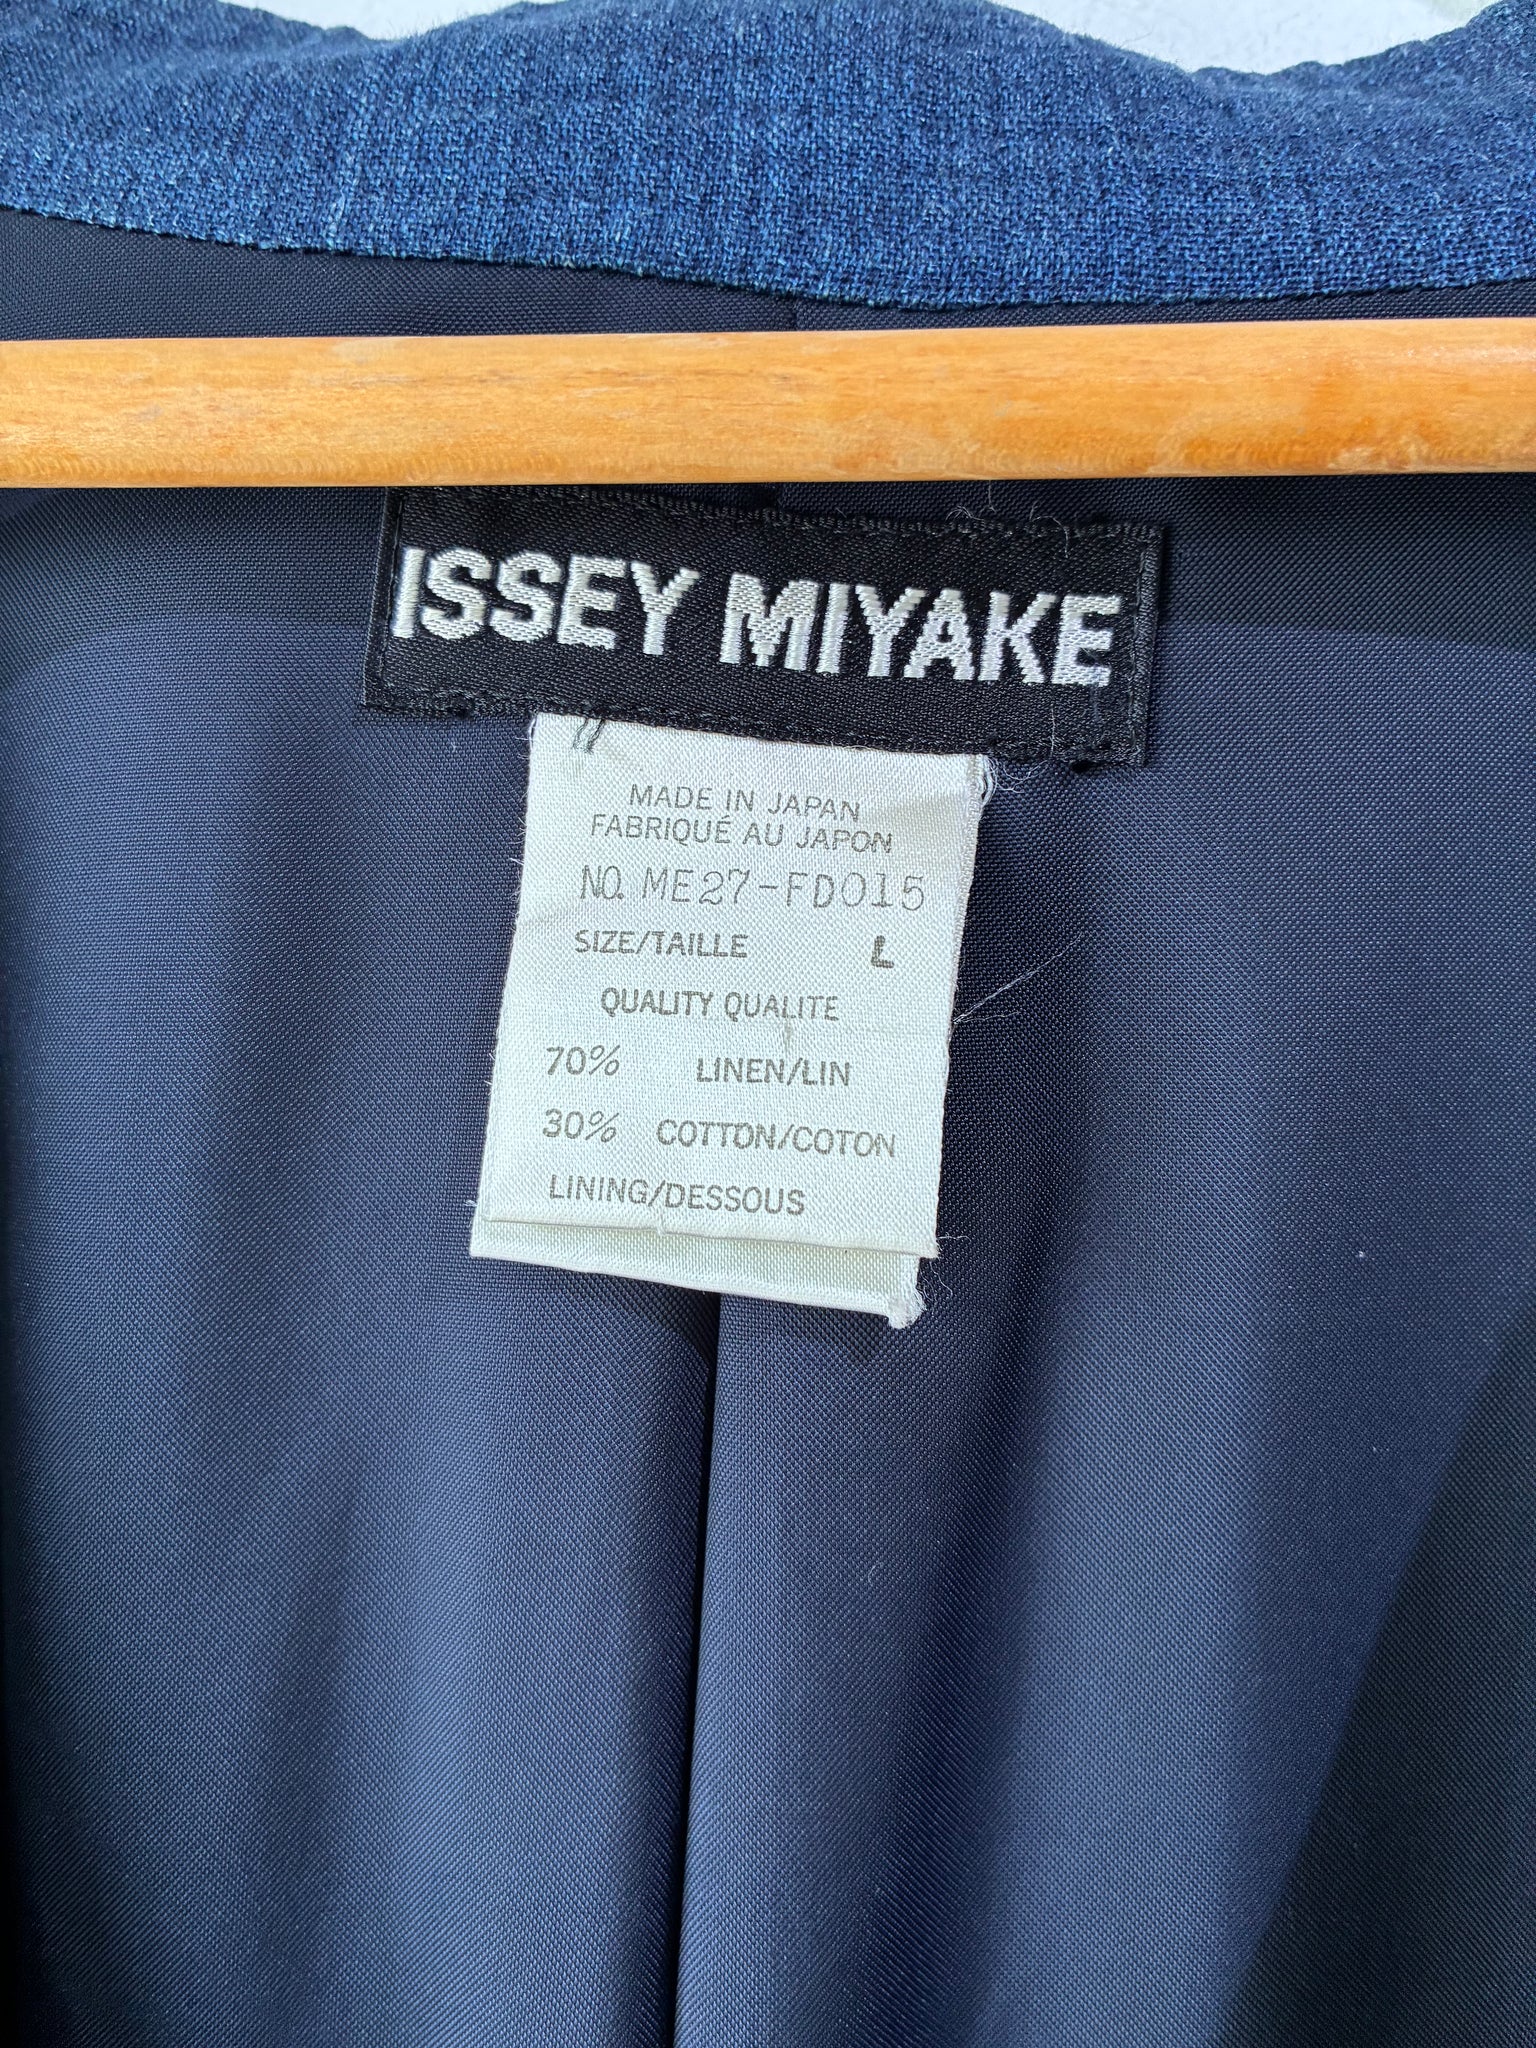 ISSEY MIYAKE
MADE IN JAPAN
FABRIQUÉ AU JAPON
NO. ME27-FD015
SIZE/TAILLE L
QUALITY QUALITE
70% LINEN/LIN
30% COTTON/COTON
LINING/DESSOUS